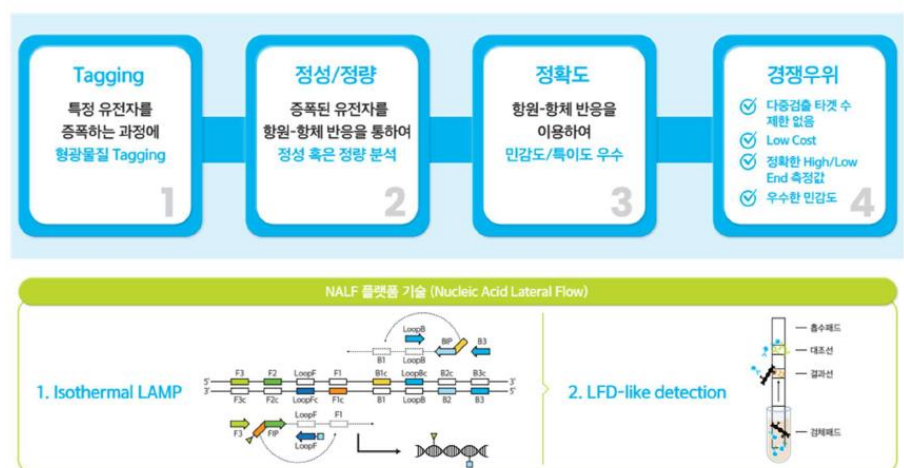 Tagging
특정 유전자를
증폭하는 과정에
형광물질 Tagging
1
정성/정량
증폭된 유전자를
항원-항체 반응을 통하여
정성 혹은 정량 분석
2
정확도
항원-항체 반응을
이용하여
민감도/특이도 우수
3
경쟁우위
다중검출 타겟 수
제한 없음
Low Cost
정확한 High/Low
End 측정값
우수한 민감도
4
NALF 플랫폼 기술 (Nucleic Acid Lateral Flow)
1. Isothermal LAMP
LoopB
BIP
B3
B1
LoopB
F3
F2
LoopF
F1
B1c
LoopBc
B2c
B3c
5'
3'
3'
5'
F3c
F2c
LoopFc
F1c
B1
LoopB
B2
B3
LoopF
F1
F3
FIP
LoopF
2. LFD-like detection
흡수패드
대조선
결과선
검체패드